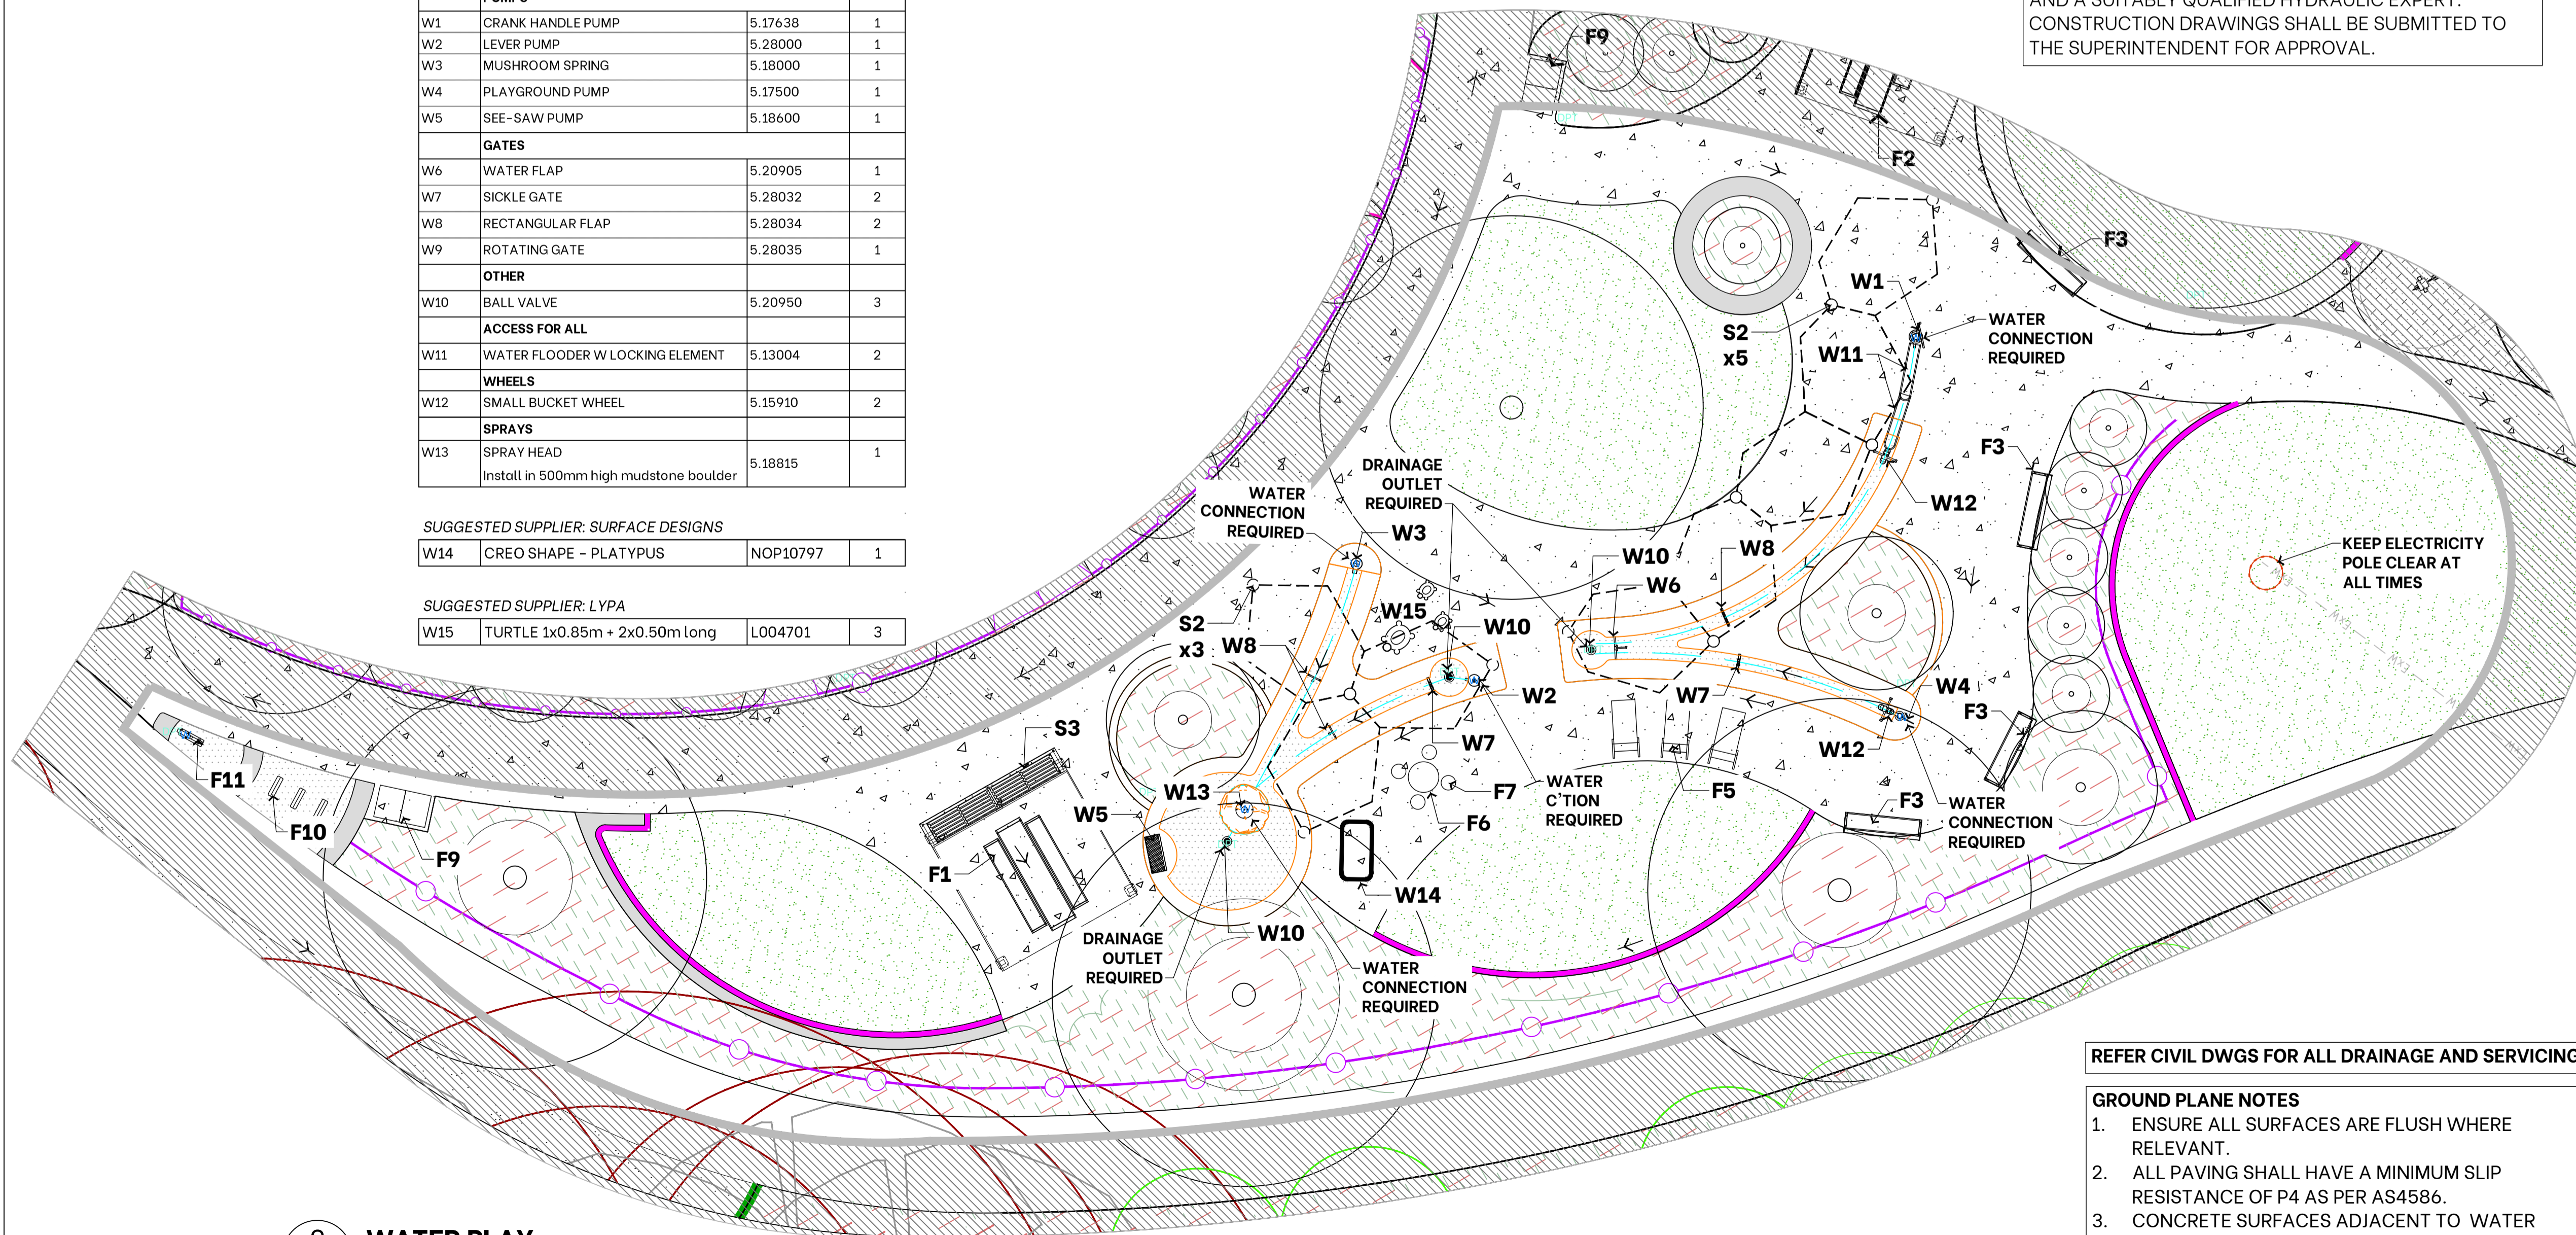 PUMPS
W1 CRANK HANDLE PUMP 5.17638 1
W2 LEVER PUMP 5.28000 1
W3 MUSHROOM SPRING 5.18000 1
W4 PLAYGROUND PUMP 5.17500 1
W5 SEE-SAW PUMP 5.18600 1
GATES
W6 WATER FLAP 5.20905 1
W7 SICKLE GATE 5.28032 2
W8 RECTANGULAR FLAP 5.28034 2
W9 ROTATING GATE 5.28035 1
OTHER
W10 BALL VALVE 5.20950 3
ACCESS FOR ALL
W11 WATER FLOODER W LOCKING ELEMENT 5.13004 2
WHEELS
W12 SMALL BUCKET WHEEL 5.15910 2
SPRAYS
W13 SPRAY HEAD 5.18815 1
Install in 500mm high mudstone boulder
SUGGESTED SUPPLIER: SURFACE DESIGNS
W14 CREO SHAPE - PLATYPUS NOP10797 1
SUGGESTED SUPPLIER: LYPA
W15 TURTLE 1x0.85m + 2x0.50m long L004701 3
AND A SUITABLY QUALIFIED HYDRAULIC EXPERT.
CONSTRUCTION DRAWINGS SHALL BE SUBMITTED TO
THE SUPERINTENDENT FOR APPROVAL.
F9
F2
F3
W1
S2
x5
WATER
CONNECTION
REQUIRED
W11
F3
W12
DRAINAGE
OUTLET
REQUIRED
WATER
CONNECTION
REQUIRED
W3
W10
W8
W6
KEEP ELECTRICITY
POLE CLEAR AT
ALL TIMES
S2
x3
W8
W15
W10
W2
W7
W4
F3
W12
S3
W7
F11
F10
F9
W13
W5
F1
F7
F6
WATER
C'TION
REQUIRED
F5
F3
WATER
CONNECTION
REQUIRED
W14
W10
DRAINAGE
OUTLET
REQUIRED
WATER
CONNECTION
REQUIRED
REFER CIVIL DWGS FOR ALL DRAINAGE AND SERVICING
GROUND PLANE NOTES
1. ENSURE ALL SURFACES ARE FLUSH WHERE
RELEVANT.
2. ALL PAVING SHALL HAVE A MINIMUM SLIP
RESISTANCE OF P4 AS PER AS4586.
3. CONCRETE SURFACES ADJACENT TO WATER
WATER PLAY